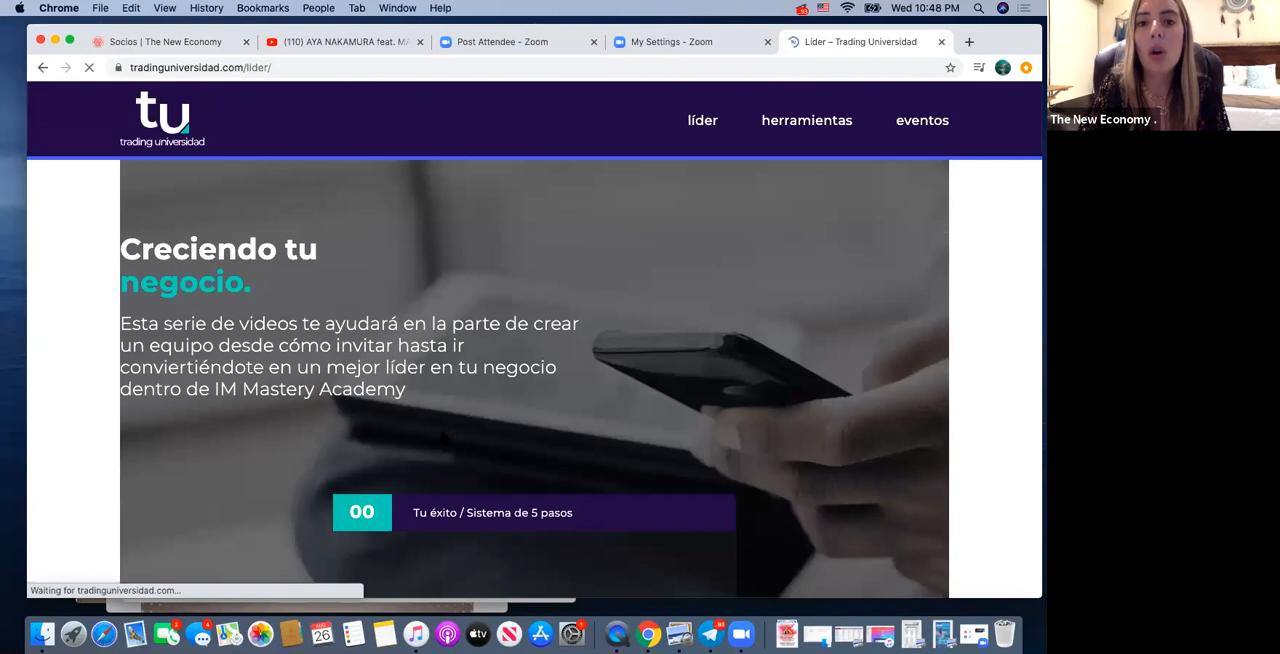 Chrome File Edit View History Bookmarks People Tab Window Help
Wed 10:48 PM
Socios | The New Economy
(110) AYA NAKAMURA feat. MA
Post Attendee - Zoom
My Settings - Zoom
Líder – Trading Universidad
tradinguniversidad.com/lider/
The New Economy .
tu
trading universidad
líder herramientas eventos
Creciendo tu
negocio.
Esta serie de videos te ayudará en la parte de crear
un equipo desde cómo invitar hasta ir
conviertiéndote en un mejor líder en tu negocio
dentro de IM Mastery Academy
00 Tu éxito / Sistema de 5 pasos
Waiting for tradinguniversidad.com...
AUG
26
tv